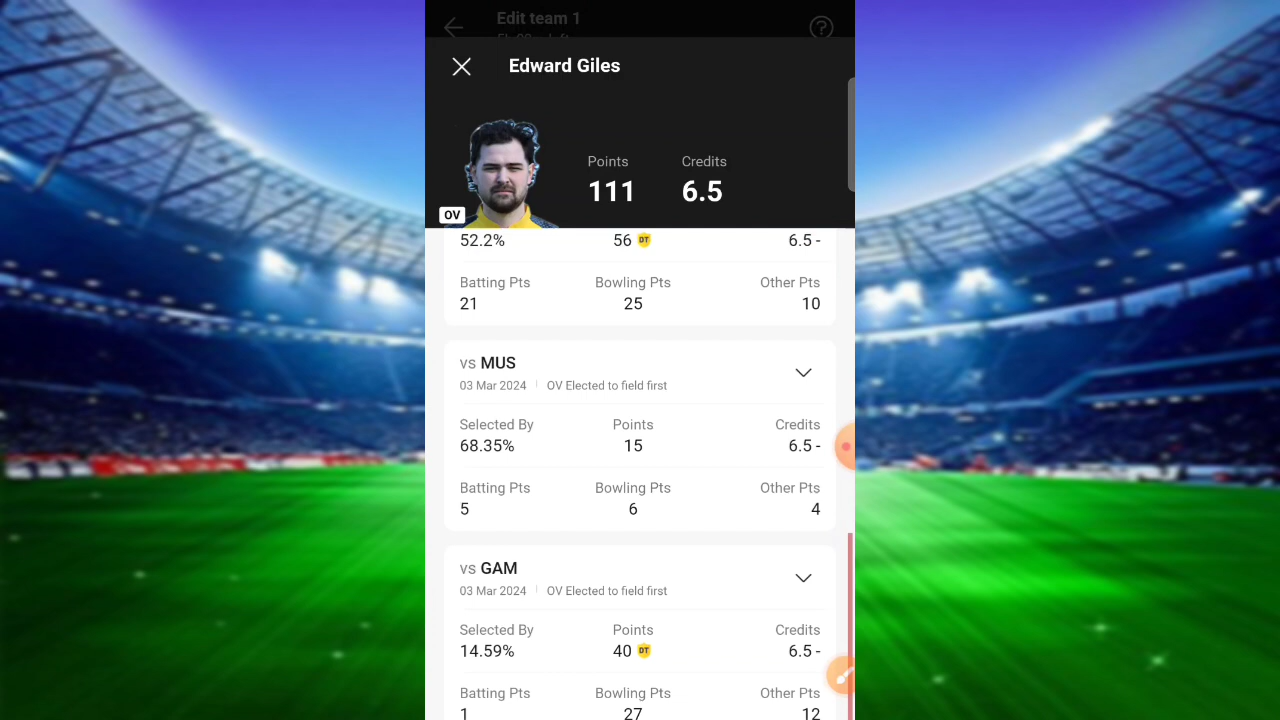 Edit team 1
Edward Giles
Points Credits
111 6.5
OV
52.2% 56 DT 6.5 -
Batting Pts Bowling Pts Other Pts
21 25 10
vs MUS
03 Mar 2024 OV Elected to field first
Selected By Points Credits
68.35% 15 6.5 -
Batting Pts Bowling Pts Other Pts
5 6 4
vs GAM
03 Mar 2024 OV Elected to field first
Selected By Points Credits
14.59% 40 DT 6.5 -
Batting Pts Bowling Pts Other Pts
1 27 12